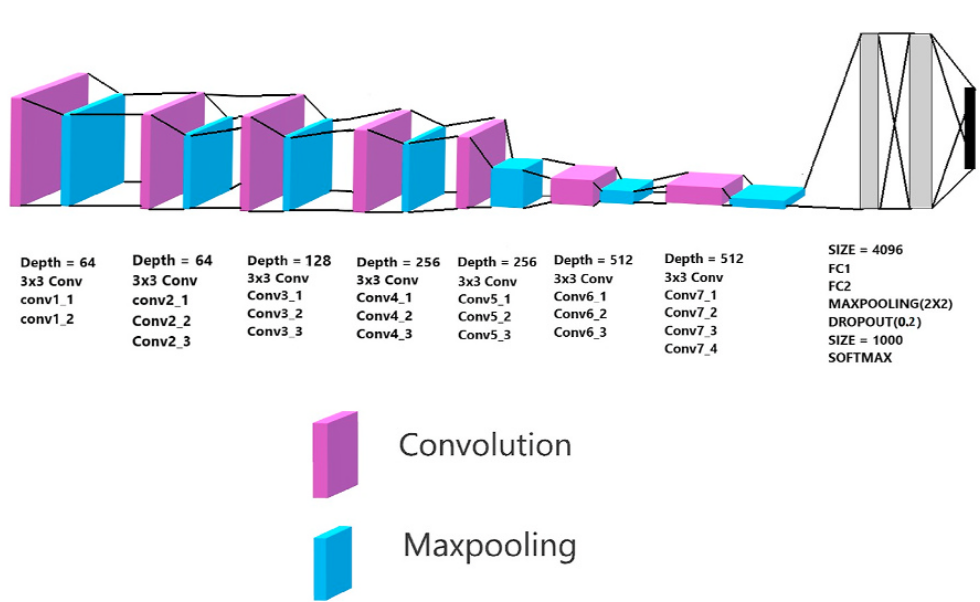 Depth = 64
3x3 Conv
conv1_1
conv1_2
Depth = 64
3x3 Conv
conv2_1
Conv2_2
Conv2_3
Depth = 128
3x3 Conv
Conv3_1
Conv3_2
Conv3_3
Depth = 256
3x3 Conv
Conv4_1
Conv4_2
Conv4_3
Depth = 256
3x3 Conv
Conv5_1
Conv5_2
Conv5_3
Depth = 512
3x3 Conv
Conv6_1
Conv6_2
Conv6_3
Depth = 512
3x3 Conv
Conv7_1
Conv7_2
Conv7_3
Conv7_4
SIZE = 4096
FC1
FC2
MAXPOOLING(2X2)
DROPOUT(0.2)
SIZE = 1000
SOFTMAX
Convolution
Maxpooling